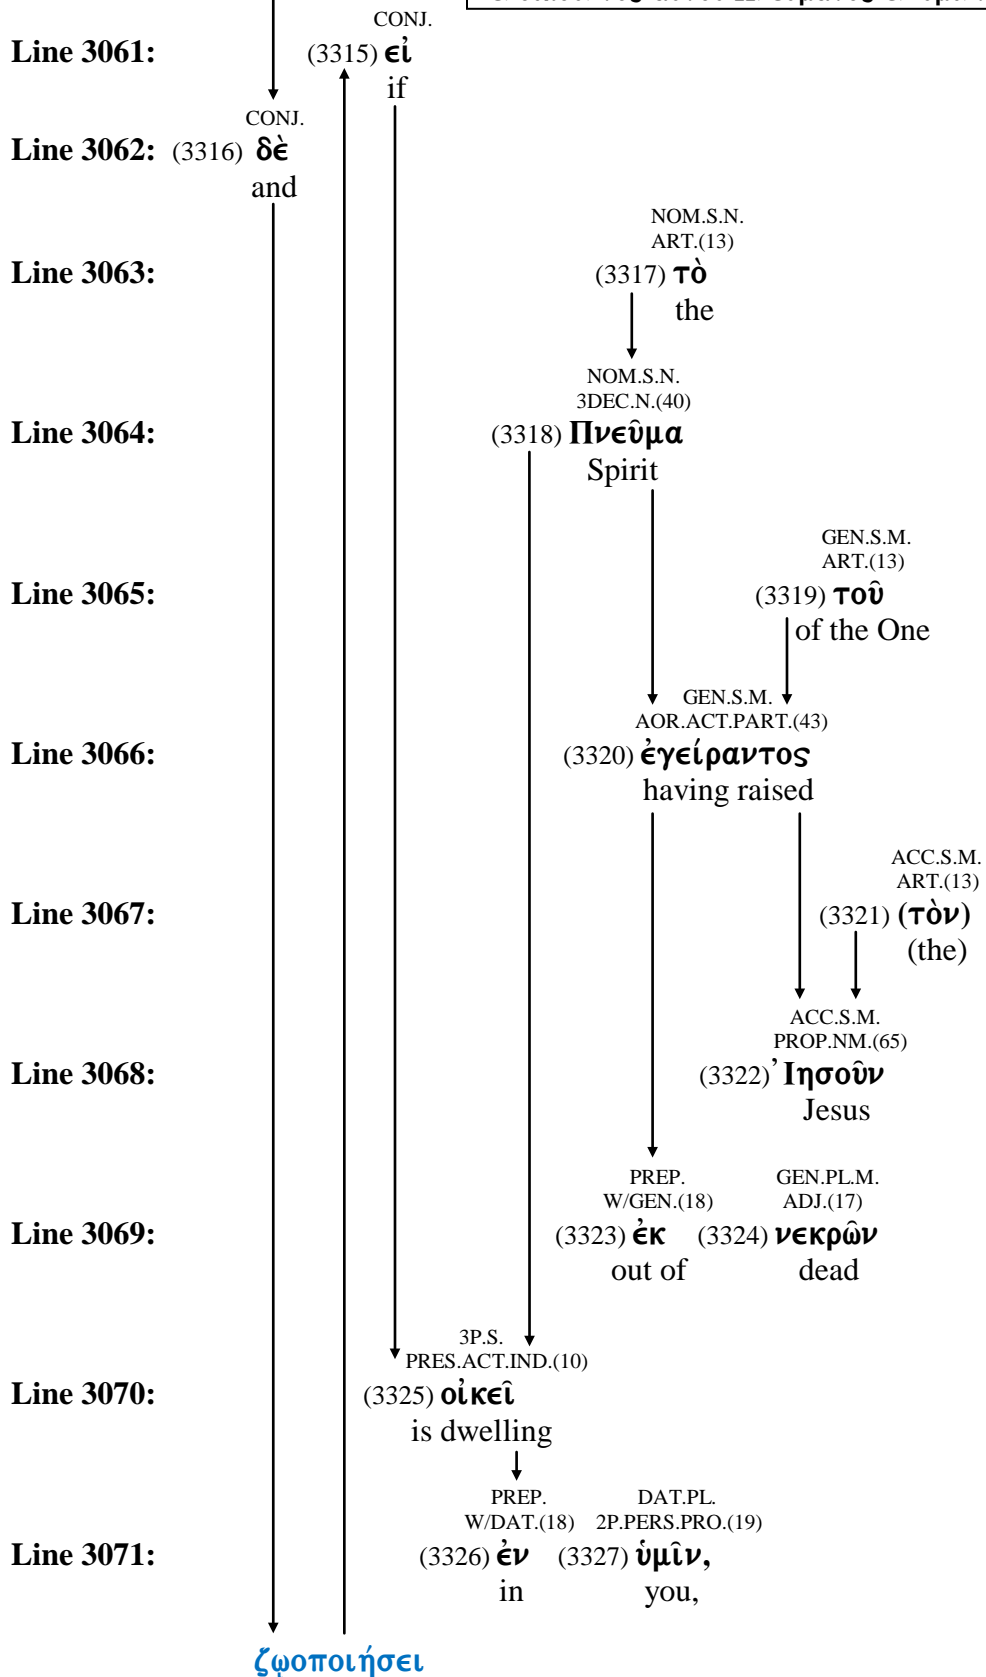 CONJ.
Line 3061: (3315) εἰ
if
CONJ.
Line 3062: (3316) δὲ
and
NOM.S.N.
ART.(13)
Line 3063: (3317) τὸ
the
NOM.S.N.
3DEC.N.(40)
Line 3064: (3318) Πνεῦμα
Spirit
GEN.S.M.
ART.(13)
Line 3065: (3319) τοῦ
of the One
GEN.S.M.
AOR.ACT.PART.(43)
Line 3066: (3320) ἐγείραντος
having raised
ACC.S.M.
ART.(13)
Line 3067: (3321) (τὸν)
(the)
ACC.S.M.
PROP.NM.(65)
Line 3068: (3322) Ἰησοῦν
Jesus
PREP. GEN.PL.M.
W/GEN.(18) ADJ.(17)
Line 3069: (3323) ἐκ (3324) νεκρῶν
out of dead
3P.S.
PRES.ACT.IND.(10)
Line 3070: (3325) οἰκεῖ
is dwelling
PREP. DAT.PL.
W/DAT.(18) 2P.PERS.PRO.(19)
Line 3071: (3326) ἐν (3327) ὑμῖν,
in you,
ζῳοποιήσει